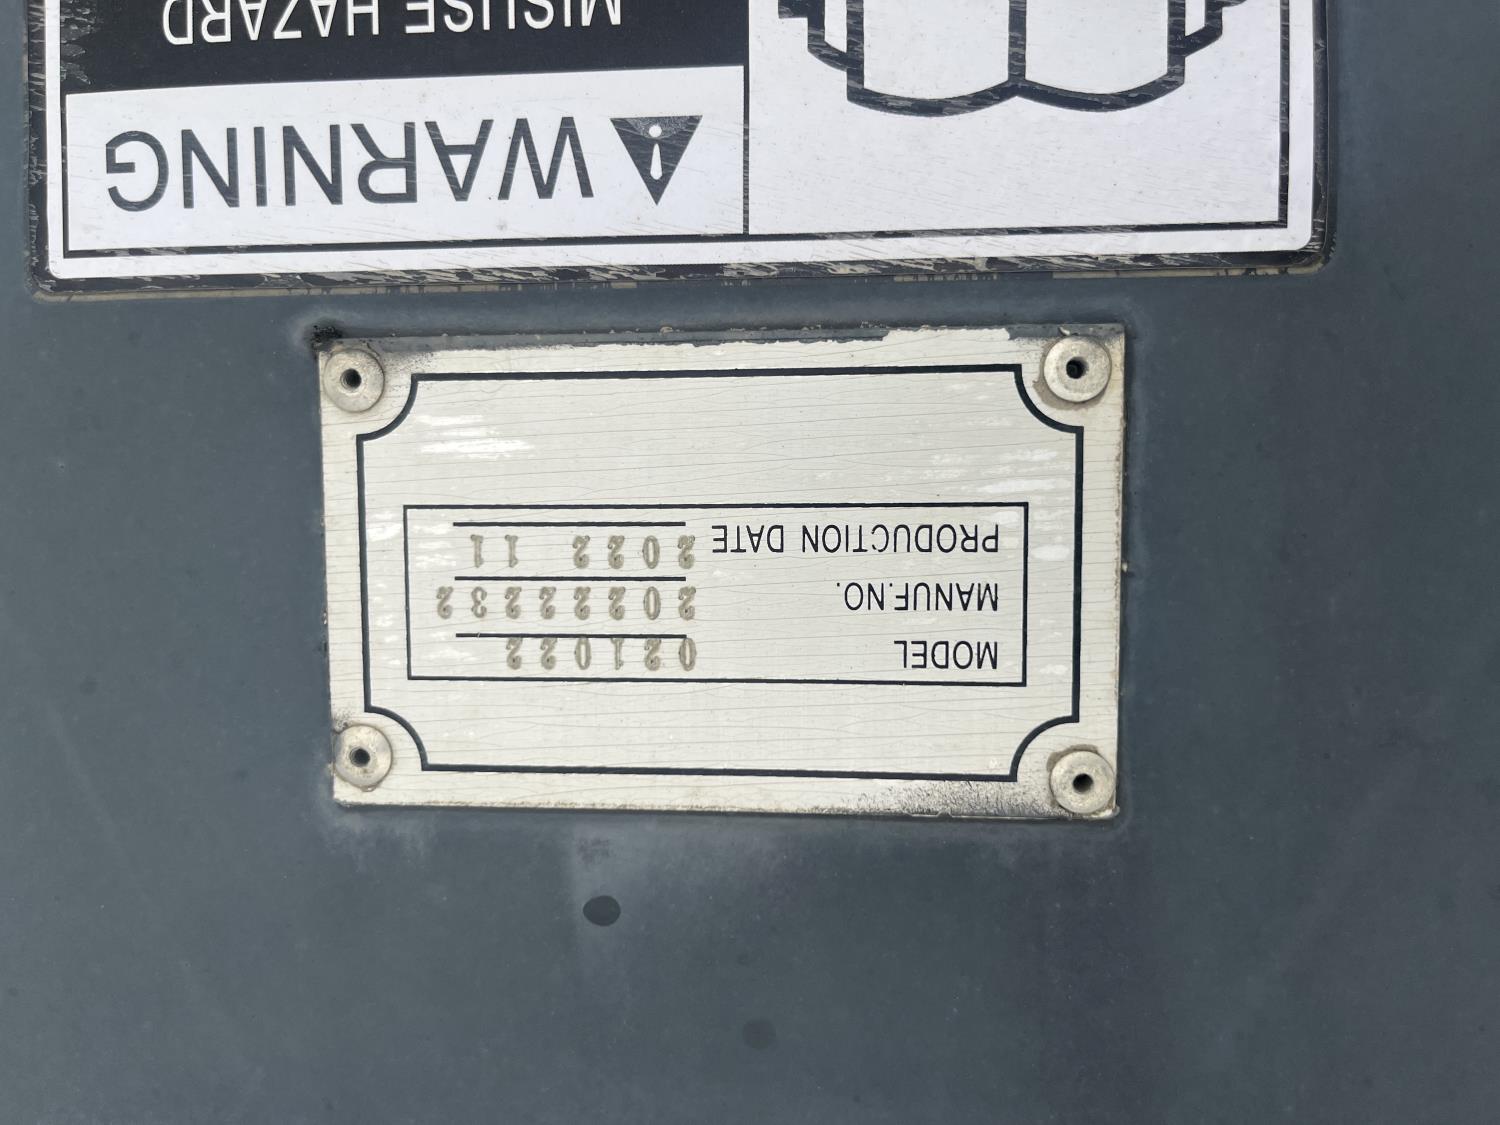 MODEL 021022
MANUF.NO. 20222232
PRODUCTION DATE 2022 11
WARNING
MISUSE HAZARD